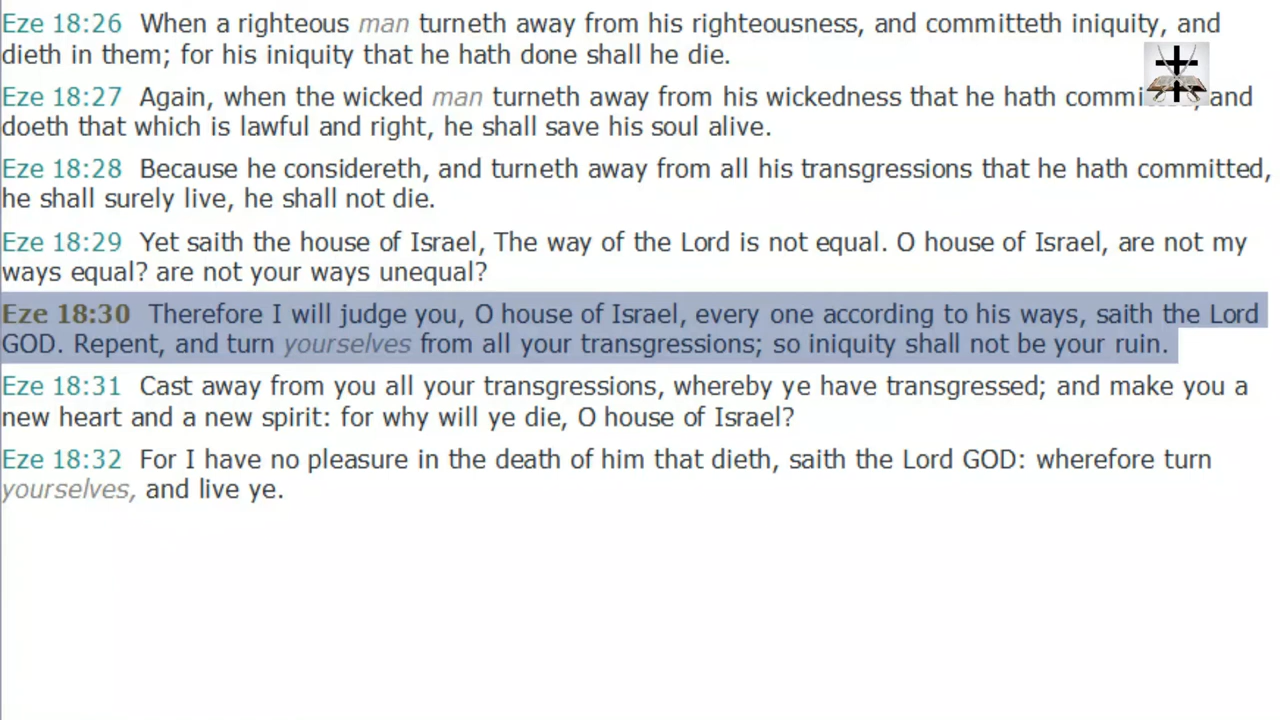 Eze 18:26 When a righteous man turneth away from his righteousness, and committeth iniquity, and
dieth in them; for his iniquity that he hath done shall he die.
Eze 18:27 Again, when the wicked man turneth away from his wickedness that he hath and
doeth that which is lawful and right, he shall save his soul alive.
Eze 18:28 Because he considereth, and turneth away from all his transgressions that he hath committed,
he shall surely live, he shall not die.
Eze 18:29 Yet saith the house of Israel, The way of the Lord is not equal. O house of Israel, are not my
ways equal? are not your ways unequal?
Eze 18:30 Therefore I will judge you, O house of Israel, every one according to his ways, saith the Lord
GOD. Repent, and turn yourselves from all your transgressions; so iniquity shall not be your ruin.
Eze 18:31 Cast away from you all your transgressions, whereby ye have transgressed; and make you a
new heart and a new spirit: for why will ye die, O house of Israel?
Eze 18:32 For I have no pleasure in the death of him that dieth, saith the Lord GOD: wherefore turn
yourselves, and live ye.